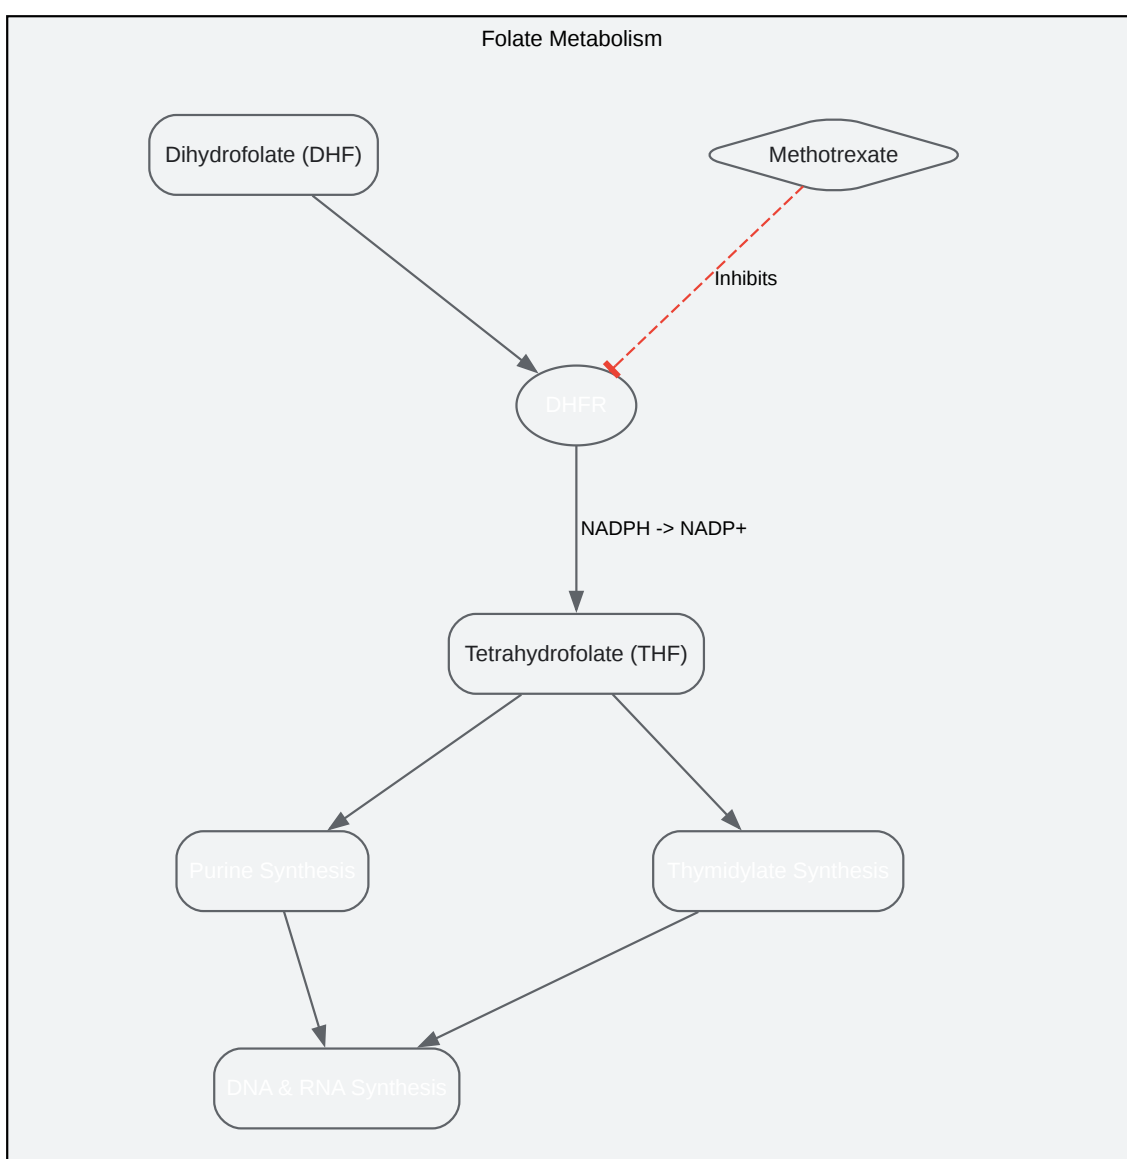 Folate Metabolism
Dihydrofolate (DHF)
Methotrexate
Inhibits
DHFR
NADPH -> NADP+
Tetrahydrofolate (THF)
Purine Synthesis
Thymidylate Synthesis
DNA & RNA Synthesis